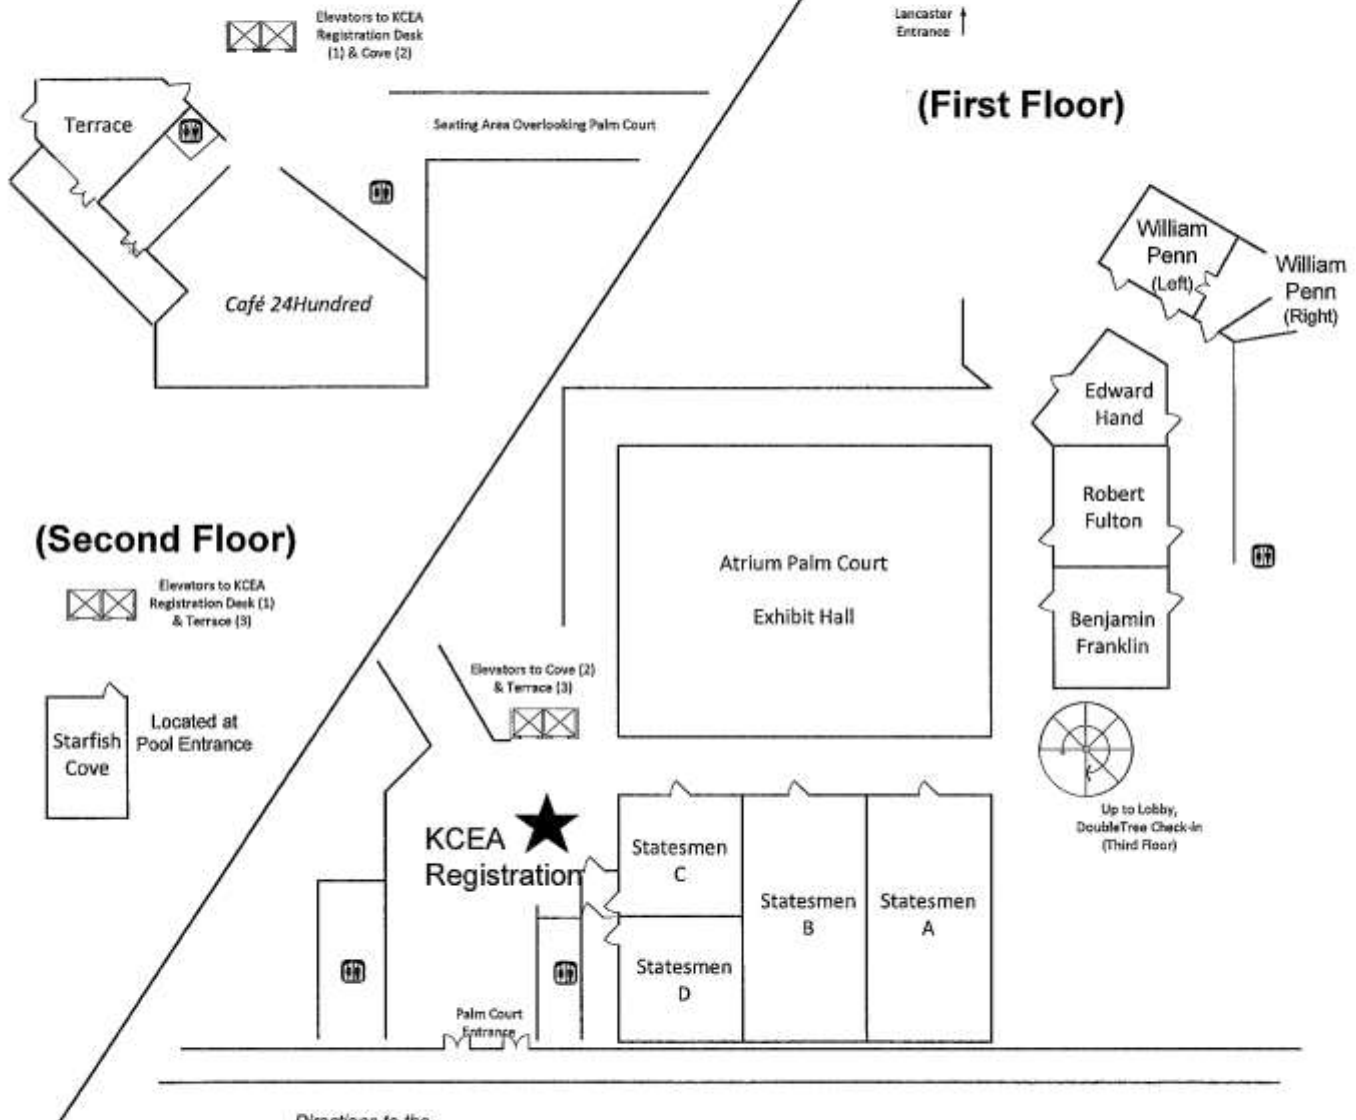 Elevators to KCEA
Registration Desk
(1) & Cove (2)
Lancaster
Entrance
(First Floor)
Terrace
Seating Area Overlooking Palm Court
William
Penn
(Left)
William
Penn
(Right)
Café 24Hundred
Edward
Hand
Robert
Fulton
(Second Floor)
Elevators to KCEA
Registration Desk (1)
& Terrace (3)
Atrium Palm Court
Exhibit Hall
Benjamin
Franklin
Elevators to Cove (2)
& Terrace (3)
Starfish
Cove
Located at
Pool Entrance
Up to Lobby,
DoubleTree Check-in
(Third Floor)
KCEA
Registration
Statesmen
C
Statesmen
B
Statesmen
A
Statesmen
D
Palm Court
Entrance
Directions to the